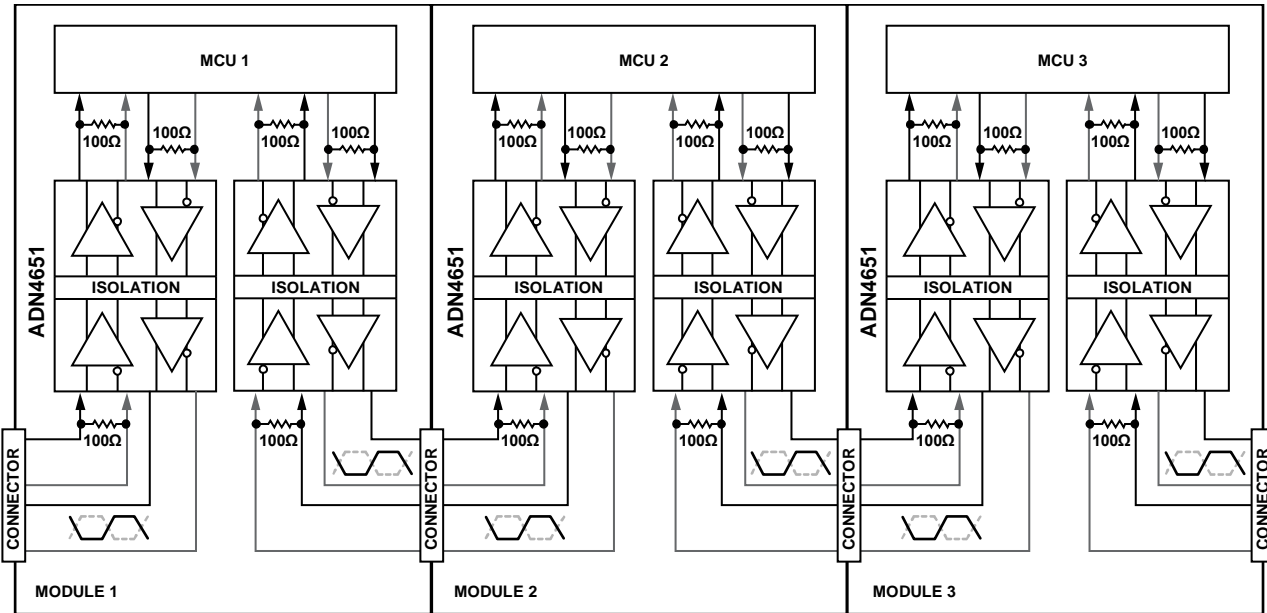 MCU 1
MCU 2
MCU 3
100Ω
100Ω
100Ω
100Ω
100Ω
100Ω
100Ω
100Ω
100Ω
100Ω
100Ω
100Ω
ADN4651
ISOLATION
ISOLATION
ADN4651
ISOLATION
ISOLATION
ADN4651
ISOLATION
ISOLATION
100Ω
100Ω
100Ω
100Ω
100Ω
100Ω
CONNECTOR
CONNECTOR
CONNECTOR
CONNECTOR
MODULE 1
MODULE 2
MODULE 3